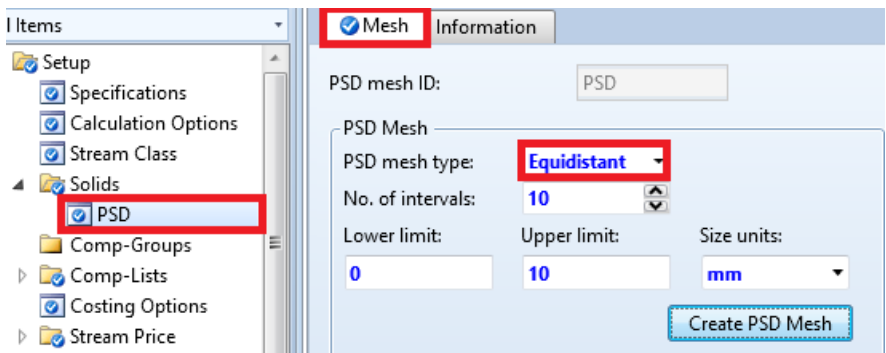 l Items
Setup
Specifications
Calculation Options
Stream Class
Solids
PSD
Comp-Groups
Comp-Lists
Costing Options
Stream Price
Mesh
Information
PSD mesh ID:
PSD
PSD Mesh
PSD mesh type:
Equidistant
No. of intervals:
10
Lower limit:
Upper limit:
Size units:
0
10
mm
Create PSD Mesh